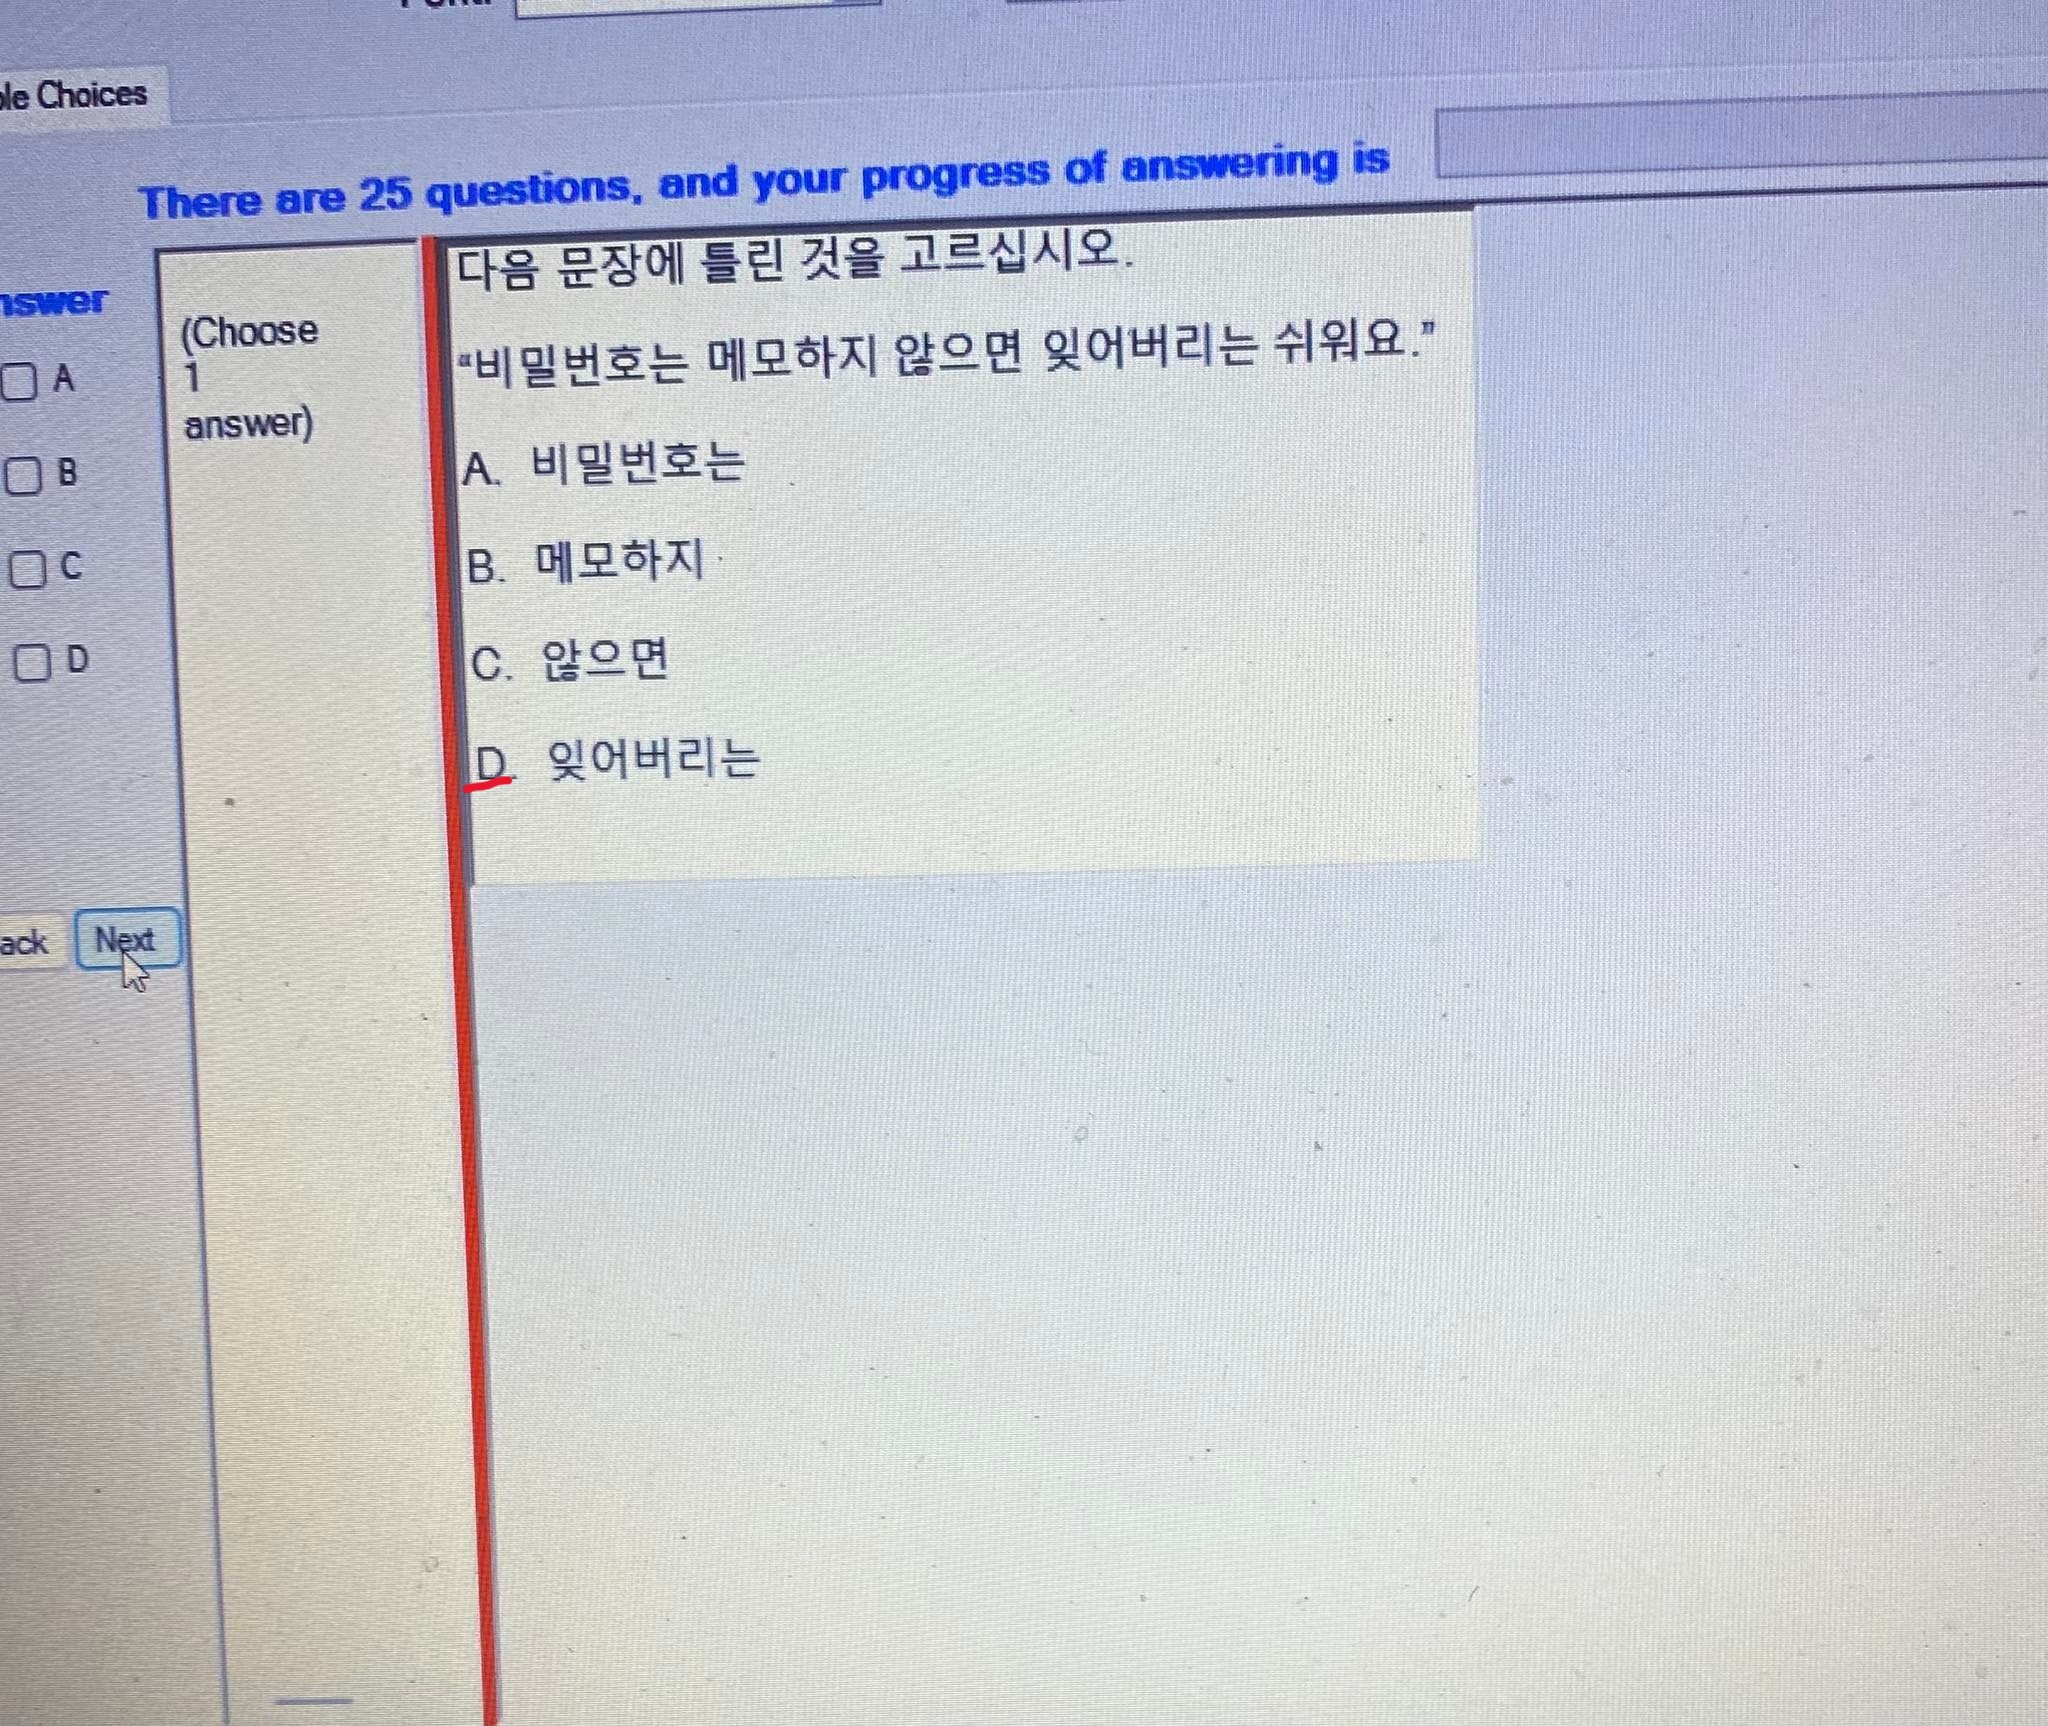 Choices
There are 25 questions, and your progress of answering is
다음 문장에 틀린 것을 고르십시오.
(Choose
1
answer)
“비밀번호는 메모하지 않으면 잊어버리는 쉬워요.”
A
B
C
D
A. 비밀번호는
B. 메모하지
C. 않으면
D. 잊어버리는
Next